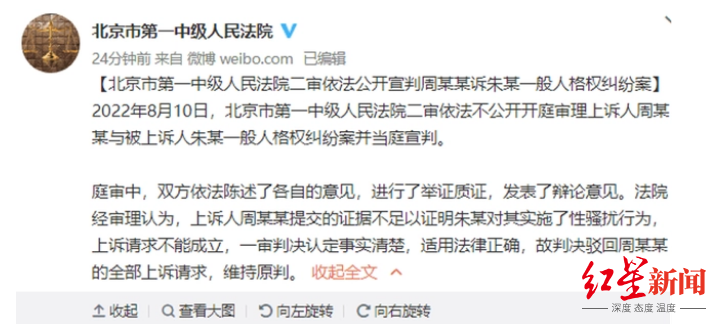 北京市第一中级人民法院
24分钟前 来自 微博 weibo.com 已编辑
【北京市第一中级人民法院二审依法公开宣判周某某诉朱某一般人格权纠纷案】
2022年8月10日，北京市第一中级人民法院二审依法不公开开庭审理上诉人周某
某与被上诉人朱某一般人格权纠纷案并当庭宣判。
庭审中，双方依法陈述了各自的意见，进行了举证质证，发表了辩论意见。法院
经审理认为，上诉人周某某提交的证据不足以证明朱某对其实施了性骚扰行为，
上诉请求不能成立，一审判决认定事实清楚，适用法律正确，故判决驳回周某某
的全部上诉请求，维持原判。 收起全文
收起 查看大图 向左旋转 向右旋转
红星新闻
深度 态度 温度